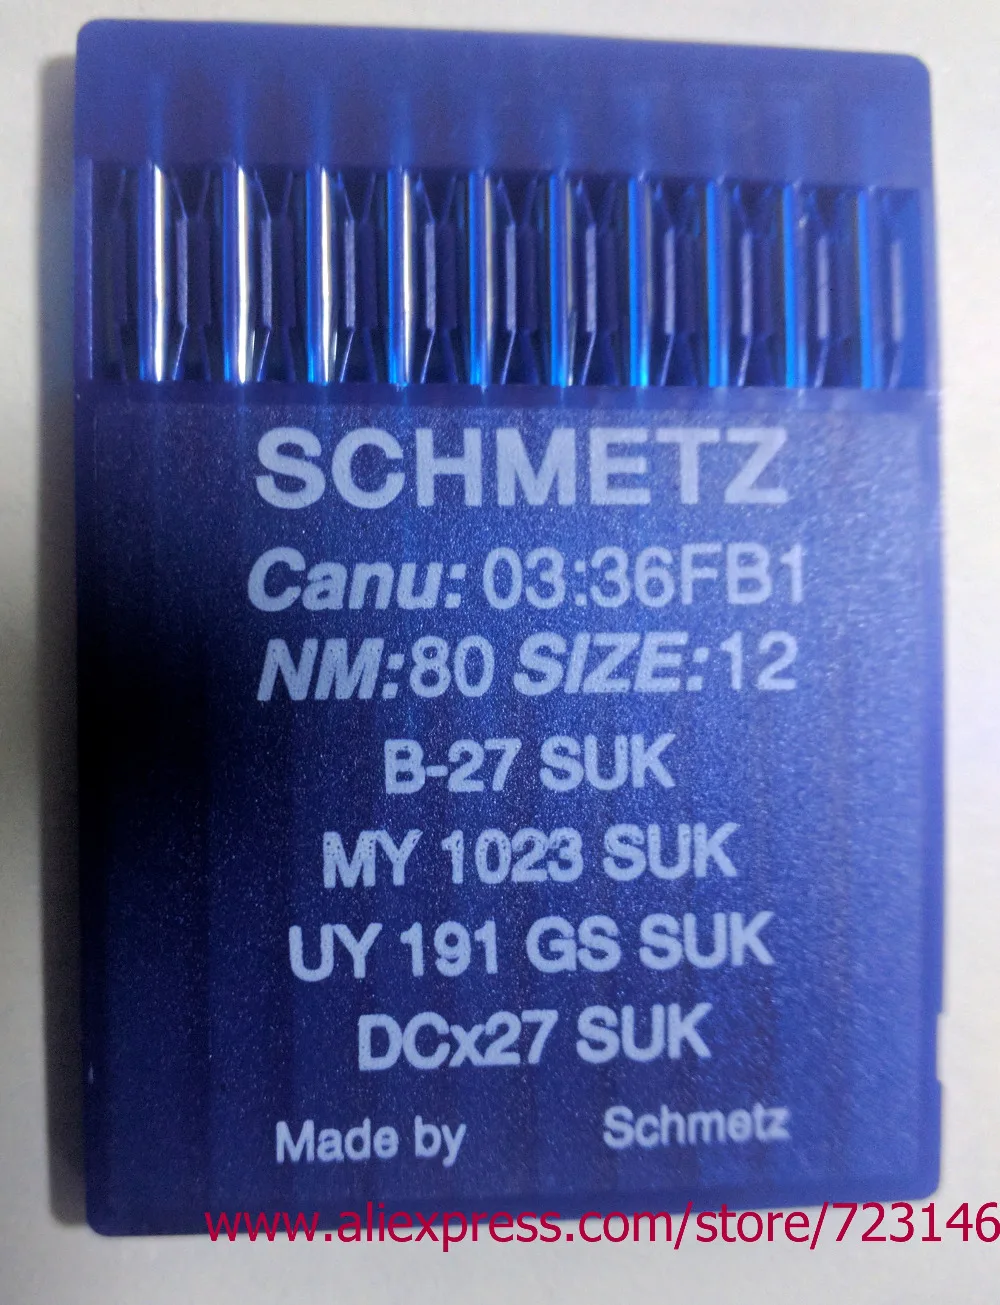 SCHMETZ
Canu: 03:36FB1
NM:80 SIZE:12
B-27 SUK
MY 1023 SUK
UY 191 GS SUK
DCx27 SUK
Made by Schmetz
www.aliexpress.com/store/723146